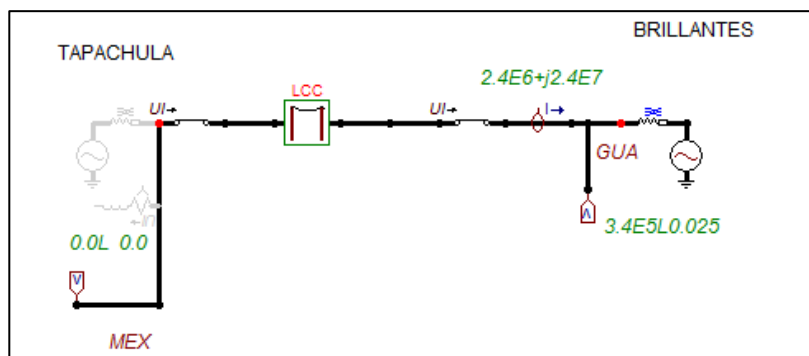 BRILLANTES
TAPACHULA
2.4E6+j2.4E7
LCC
UI
UI
I
GUA
V
3.4E5L0.025
0.0L 0.0
V
MEX